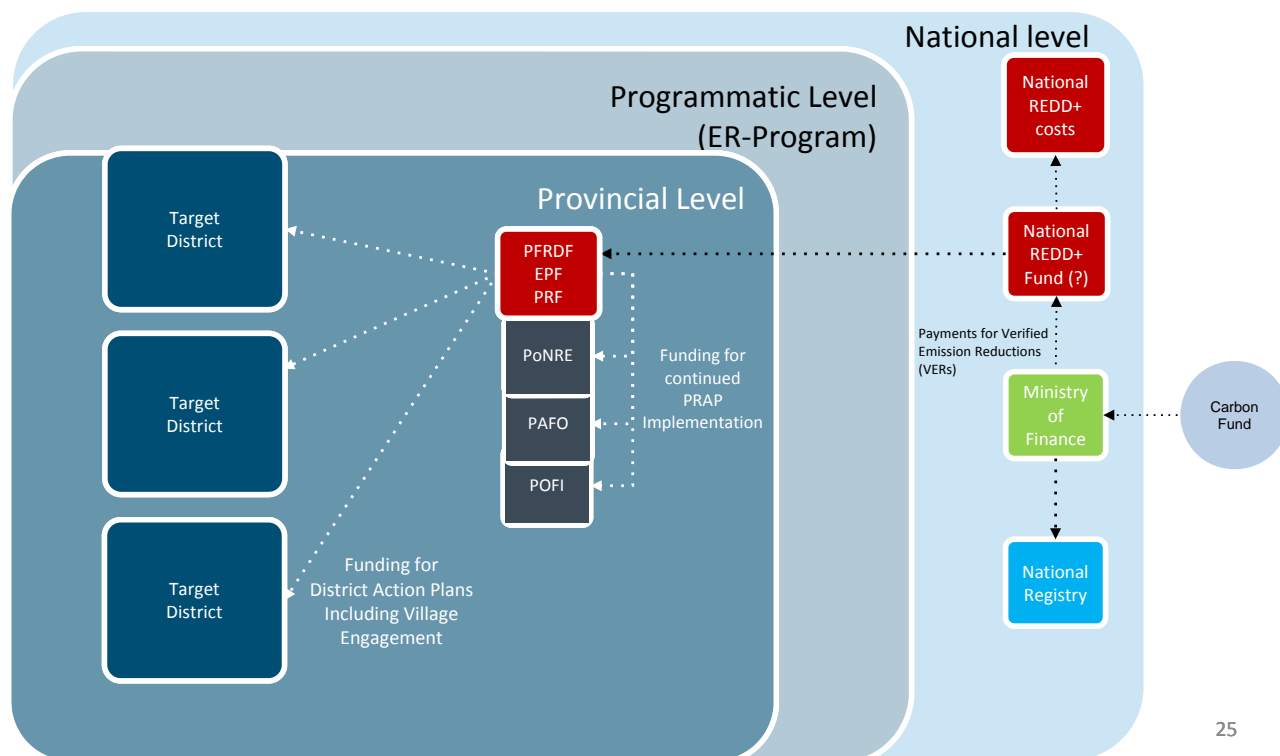 National level
National
REDD+
costs
Programmatic Level
(ER-Program)
Provincial Level
Target
District
PFRDF
EPF
PRF
National
REDD+
Fund (?)
Payments for Verified
Emission Reductions
(VERs)
PoNRE
Funding for
continued
PRAP
Implementation
Target
District
PAFO
Ministry
of
Finance
Carbon
Fund
POFI
Target
District
Funding for
District Action Plans
Including Village
Engagement
National
Registry
25